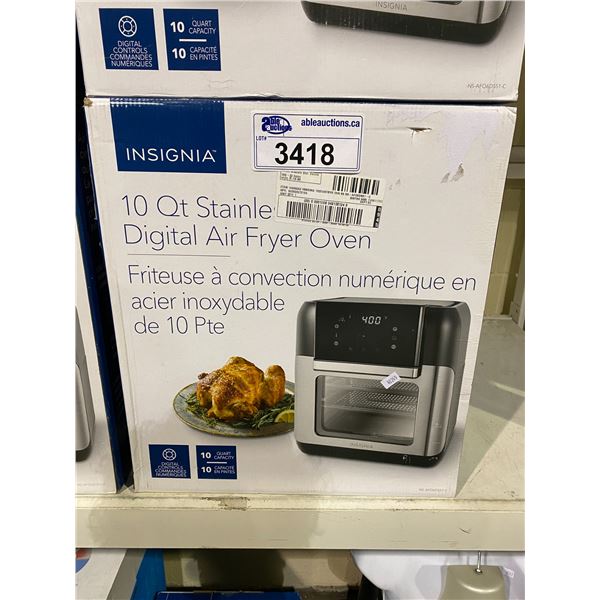 DIGITAL
CONTROLS
COMMANDES
NUMÉRIQUES
10 QUART
CAPACITY
10 CAPACITÉ
EN PINTES
INSIGNIA
INSIGNIA™
ableauctions.ca
LOT#
3418
10 Qt Stainle
Digital Air Fryer Oven
Friteuse à convection numérique en
acier inoxydable
de 10 Pte
400
INSIGNIA
DIGITAL
CONTROLS
COMMANDES
NUMÉRIQUES
10 QUART
CAPACITY
10 CAPACITÉ
EN PINTES